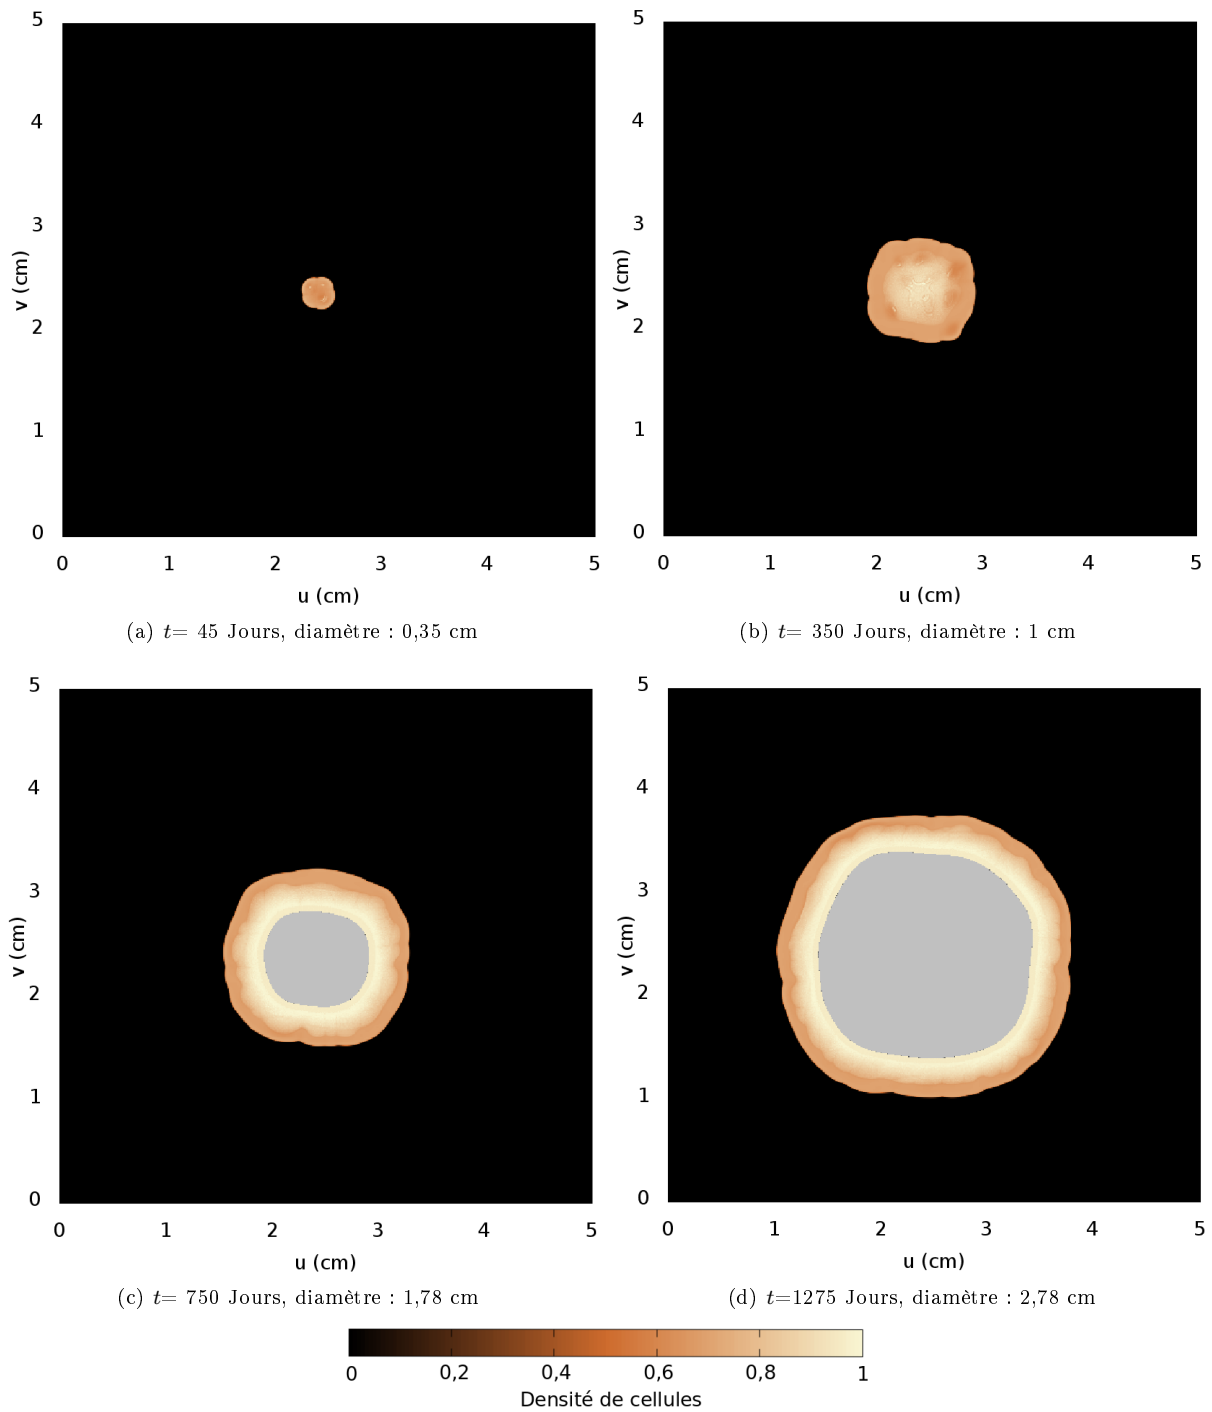 5
4
3
2
1
0
v (cm)
0 1 2 3 4 5
u (cm)
(a) t= 45 Jours, diamètre : 0,35 cm
5
4
3
2
1
0
v (cm)
0 1 2 3 4 5
u (cm)
(b) t= 350 Jours, diamètre : 1 cm
5
4
3
2
1
0
v (cm)
0 1 2 3 4 5
u (cm)
(c) t= 750 Jours, diamètre : 1,78 cm
5
4
3
2
1
0
v (cm)
0 1 2 3 4 5
u (cm)
(d) t=1275 Jours, diamètre : 2,78 cm
0 0,2 0,4 0,6 0,8 1
Densité de cellules